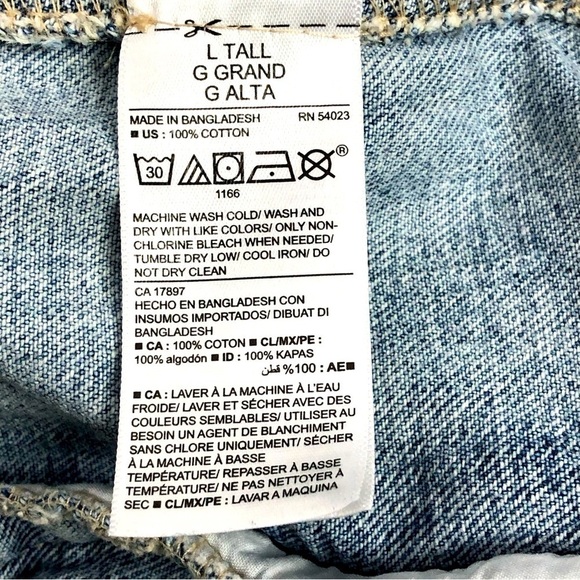 L TALL
G GRAND
G ALTA
MADE IN BANGLADESH RN 54023
■ US : 100% COTTON
30 ®
1166
MACHINE WASH COLD/ WASH AND
DRY WITH LIKE COLORS/ ONLY NON-
CHLORINE BLEACH WHEN NEEDED/
TUMBLE DRY LOW/ COOL IRON/ DO
NOT DRY CLEAN
CA 17897
HECHO EN BANGLADESH CON
INSUMOS IMPORTADOS/ DIBUAT DI
BANGLADESH
■ CA : 100% COTON ■ CL/MX/PE :
100% algodón ■ ID : 100% KAPAS
■AE : 100% قطن
■ CA : LAVER À LA MACHINE À L'EAU
FROIDE/ LAVER ET SÉCHER AVEC DES
COULEURS SEMBLABLES/ UTILISER AU
BESOIN UN AGENT DE BLANCHIMENT
SANS CHLORE UNIQUEMENT/ SÉCHER
À LA MACHINE À BASSE
TEMPÉRATURE/ REPASSER À BASSE
TEMPÉRATURE/ NE PAS NETTOYER À
SEC ■ CL/MX/PE : LAVAR A MAQUINA